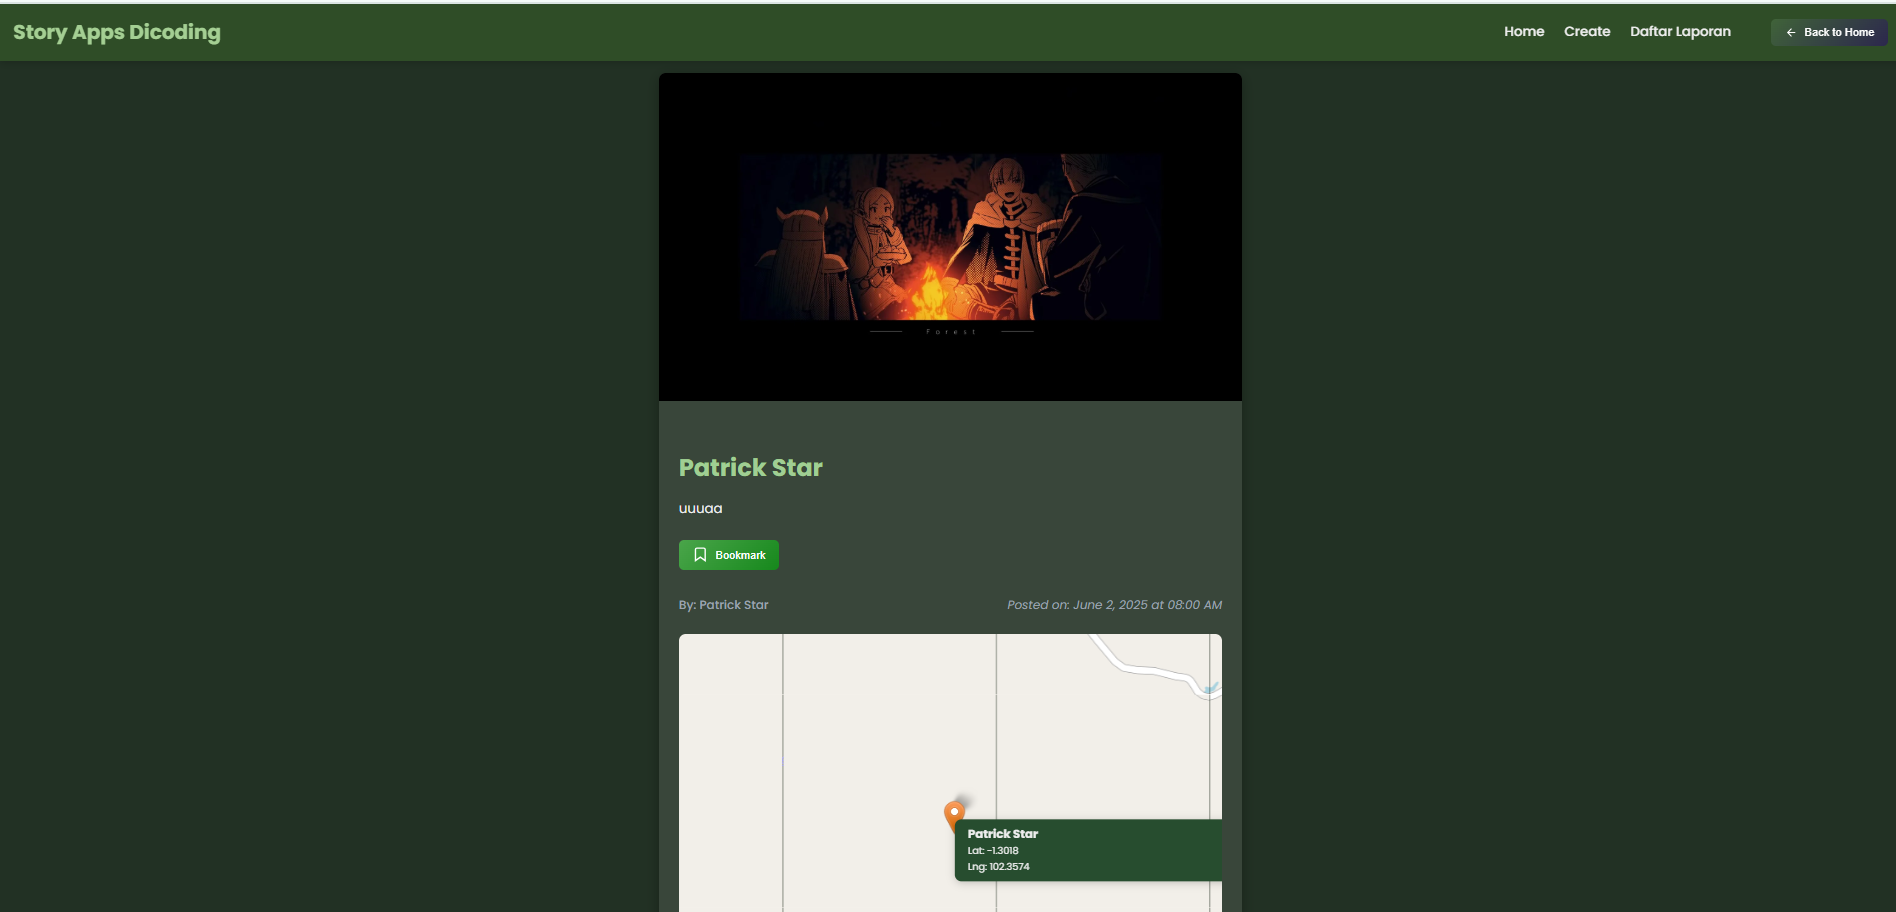 Story Apps Dicoding
Home Create Daftar Laporan Back to Home
Forest
Patrick Star
uuuaa
Bookmark
By: Patrick Star Posted on: June 2, 2025 at 08:00 AM
Patrick Star
Lat: -1.3018
Lng: 102.3574